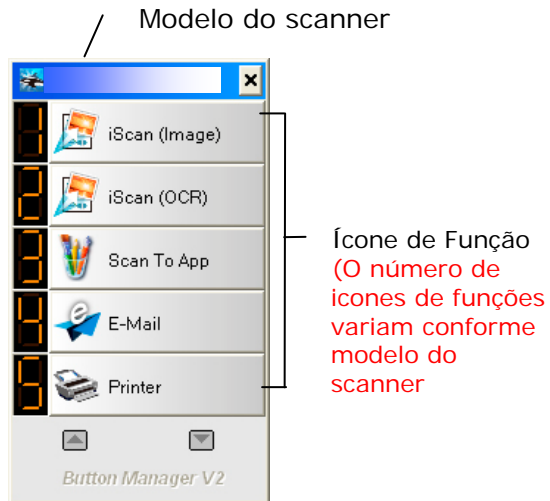 Modelo do scanner
1 iScan (Image)
2 iScan (OCR)
3 Scan To App
4 E-Mail
5 Printer
Button Manager V2
Ícone de Função
(O número de
icones de funções
variam conforme
modelo do
scanner